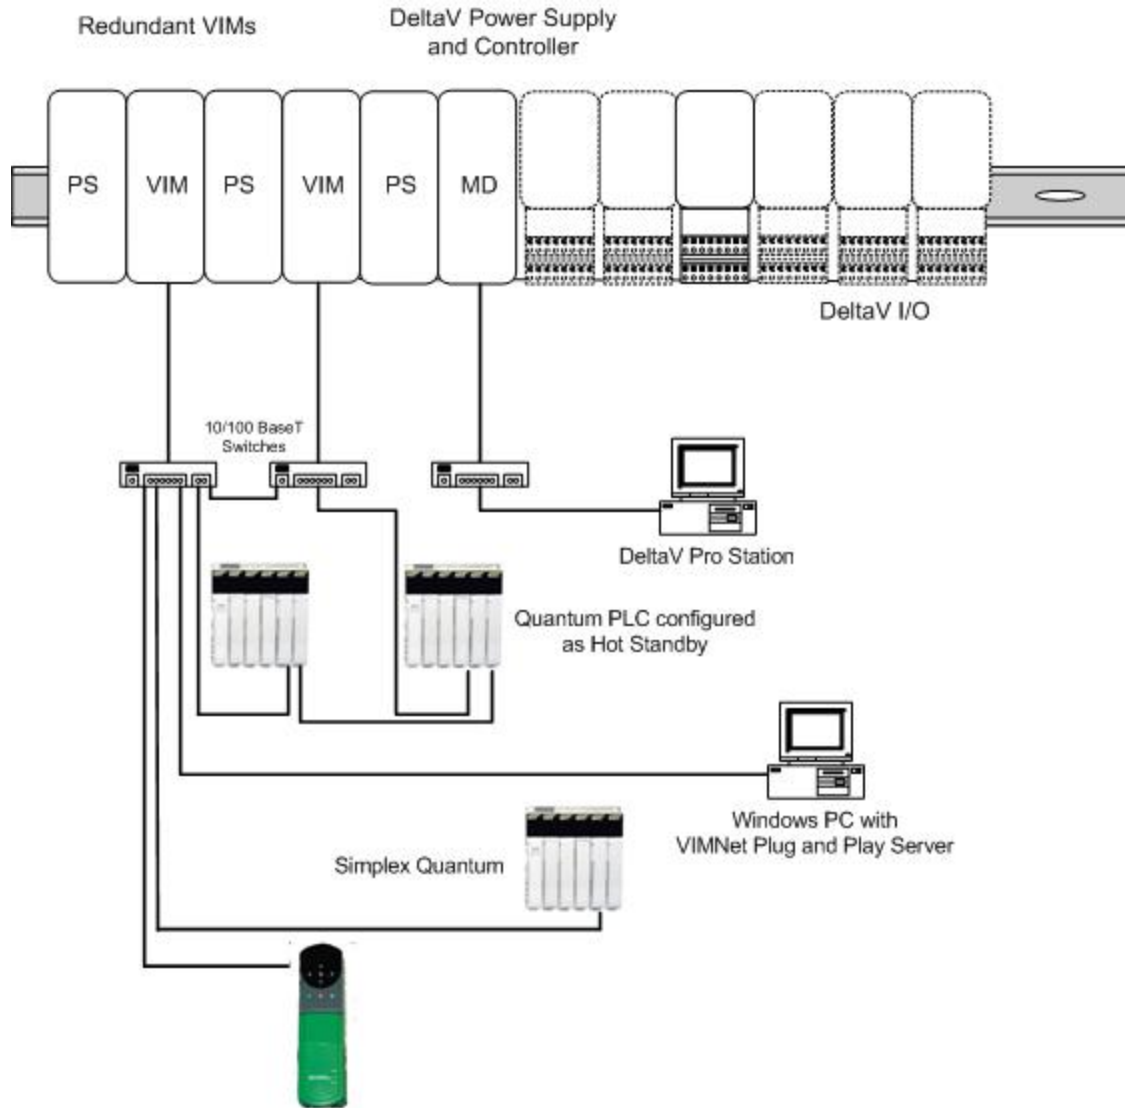 Redundant VIMs
DeltaV Power Supply
and Controller
PS
VIM
PS
VIM
PS
MD
DeltaV I/O
10/100 BaseT
Switches
DeltaV Pro Station
Quantum PLC configured
as Hot Standby
Windows PC with
VIMNet Plug and Play Server
Simplex Quantum